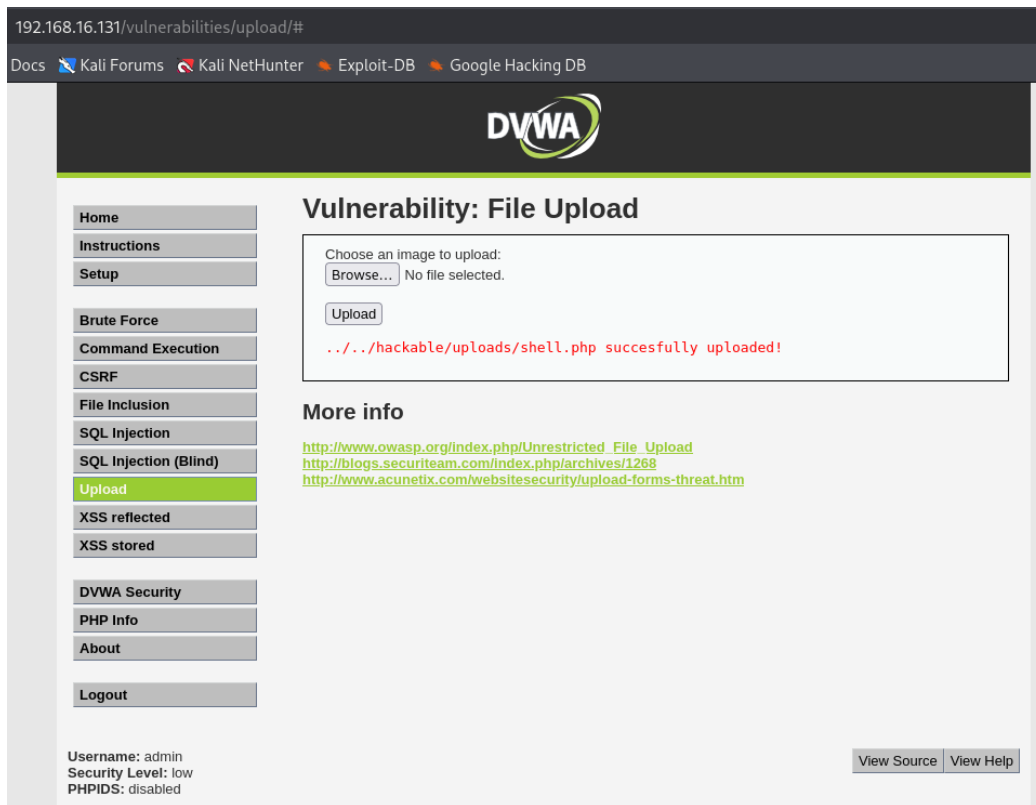 192.168.16.131/vulnerabilities/upload/#
Docs Kali Forums Kali NetHunter Exploit-DB Google Hacking DB
DVWA
Home
Instructions
Setup
Brute Force
Command Execution
CSRF
File Inclusion
SQL Injection
SQL Injection (Blind)
Upload
XSS reflected
XSS stored
DVWA Security
PHP Info
About
Logout
Vulnerability: File Upload
Choose an image to upload:
Browse... No file selected.
Upload
../../hackable/uploads/shell.php succesfully uploaded!
More info
http://www.owasp.org/index.php/Unrestricted_File_Upload
http://blogs.securiteam.com/index.php/archives/1268
http://www.acunetix.com/websitesecurity/upload-forms-threat.htm
Username: admin
Security Level: low
PHPIDS: disabled
View Source View Help